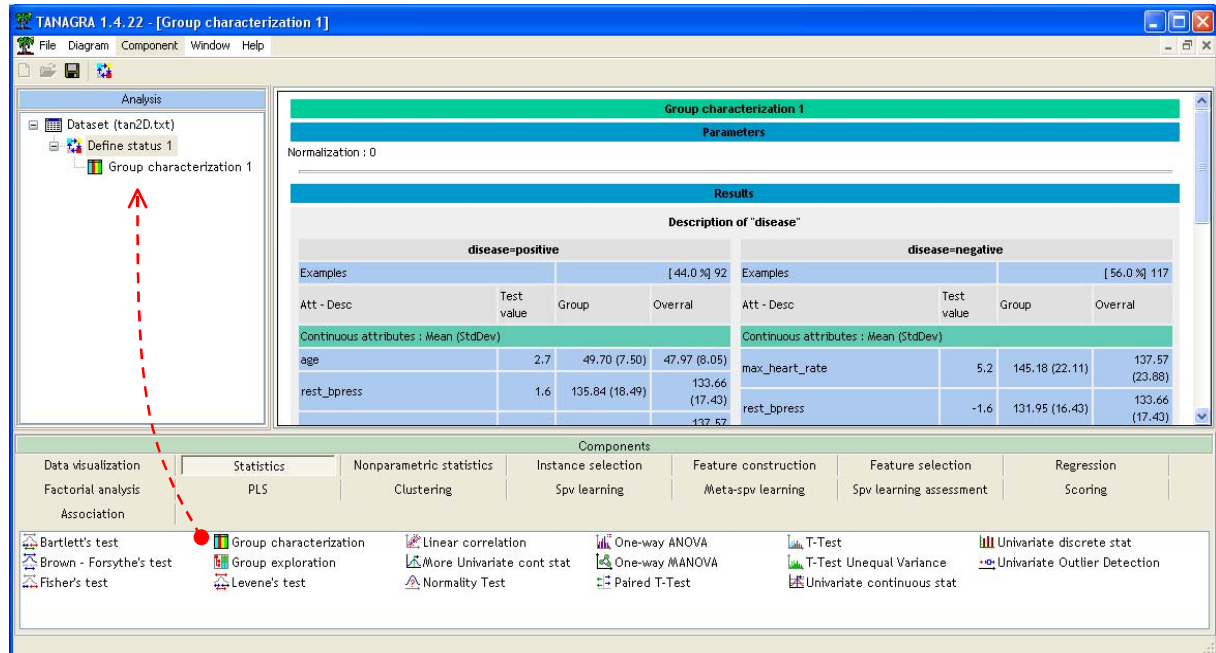 TANAGRA 1.4.22 - [Group characterization 1]
File Diagram Component Window Help
Analysis
Dataset (tan2D.txt)
Define status 1
Group characterization 1
Group characterization 1
Parameters
Normalization : 0
Results
Description of "disease"
disease=positive
Examples [ 44.0 %] 92
Att - Desc Test value Group Overral
Continuous attributes : Mean (StdDev)
age 2.7 49.70 (7.50) 47.97 (8.05)
rest_bpress 1.6 135.84 (18.49) 133.66 (17.43)
137.57
disease=negative
Examples [ 56.0 %] 117
Att - Desc Test value Group Overral
Continuous attributes : Mean (StdDev)
max_heart_rate 5.2 145.18 (22.11) 137.57 (23.88)
rest_bpress -1.6 131.95 (16.43) 133.66 (17.43)
Components
Data visualization Statistics Nonparametric statistics Instance selection Feature construction Feature selection Regression
Factorial analysis PLS Clustering Spv learning Meta-spv learning Spv learning assessment Scoring
Association
Bartlett's test Group characterization Linear correlation One-way ANOVA T-Test Univariate discrete stat
Brown - Forsythe's test Group exploration More Univariate cont stat One-way MANOVA T-Test Unequal Variance Univariate Outlier Detection
Fisher's test Levene's test Normality Test Paired T-Test Univariate continuous stat